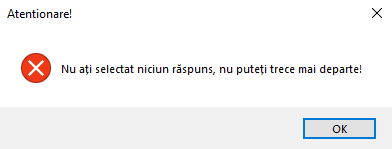 Atentionare!
Nu ați selectat niciun răspuns, nu puteți trece mai departe!
OK